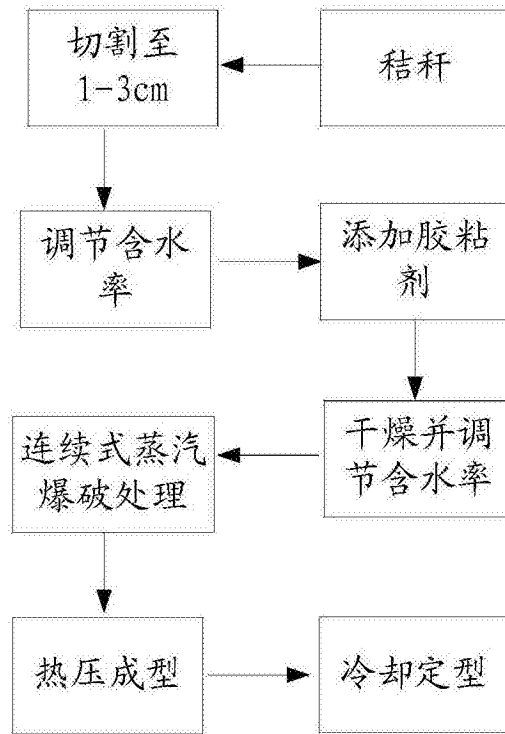 切割至
1-3cm
秸秆
调节含水
率
添加胶粘
剂
干燥并调
节含水率
连续式蒸汽
爆破处理
热压成型
冷却定型